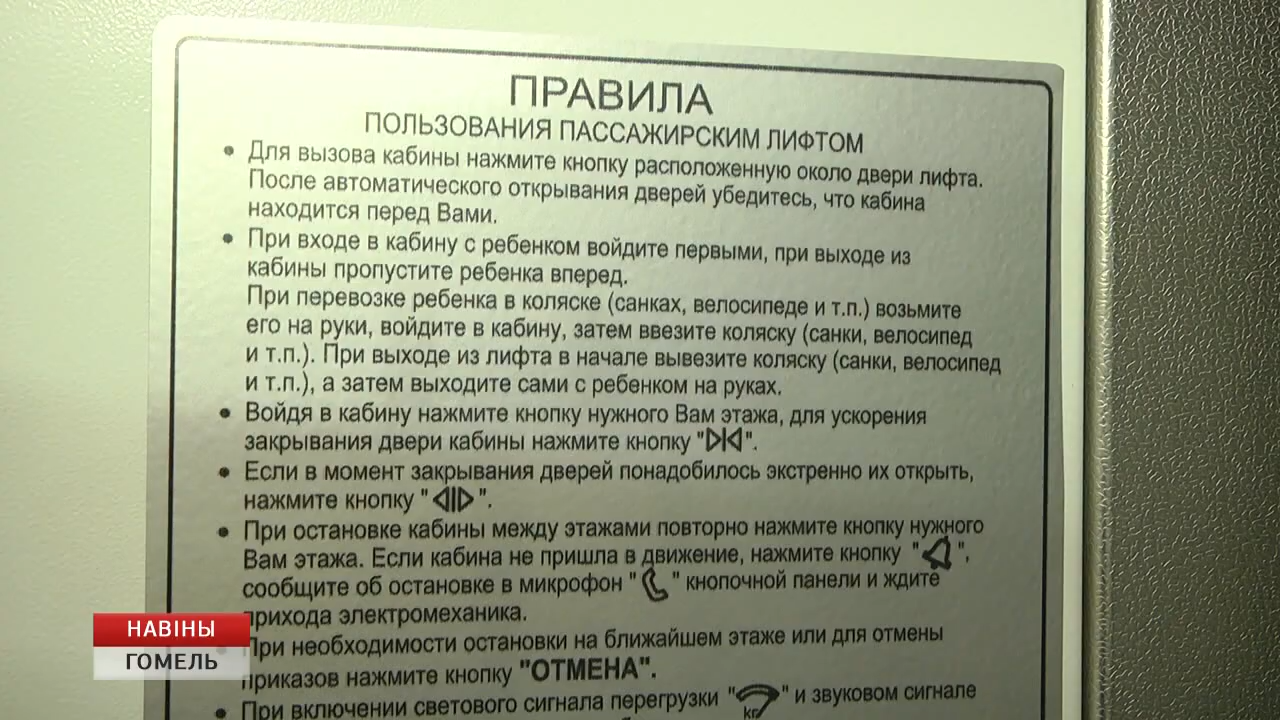 ПРАВИЛА
ПОЛЬЗОВАНИЯ ПАССАЖИРСКИМ ЛИФТОМ
• Для вызова кабины нажмите кнопку расположенную около двери лифта.
После автоматического открывания дверей убедитесь, что кабина
находится перед Вами.
• При входе в кабину с ребенком войдите первыми, при выходе из
кабины пропустите ребенка вперед.
При перевозке ребенка в коляске (санках, велосипеде и т.п.) возьмите
его на руки, войдите в кабину, затем ввезите коляску (санки, велосипед
и т.п.). При выходе из лифта в начале вывезите коляску (санки, велосипед
и т.п.), а затем выходите сами с ребенком на руках.
• Войдя в кабину нажмите кнопку нужного Вам этажа, для ускорения
закрывания двери кабины нажмите кнопку "▷|◁".
• Если в момент закрывания дверей понадобилось экстренно их открыть,
нажмите кнопку "◁||▷".
• При остановке кабины между этажами повторно нажмите кнопку нужного
Вам этажа. Если кабина не пришла в движение, нажмите кнопку " ",
сообщите об остановке в микрофон " " кнопочной панели и ждите
прихода электромеханика.
• При необходимости остановки на ближайшем этаже или для отмены
приказов нажмите кнопку "ОТМЕНА".
• При включении светового сигнала перегрузки "кг" и звуковом сигнале
НАВІНЫ
ГОМЕЛЬ